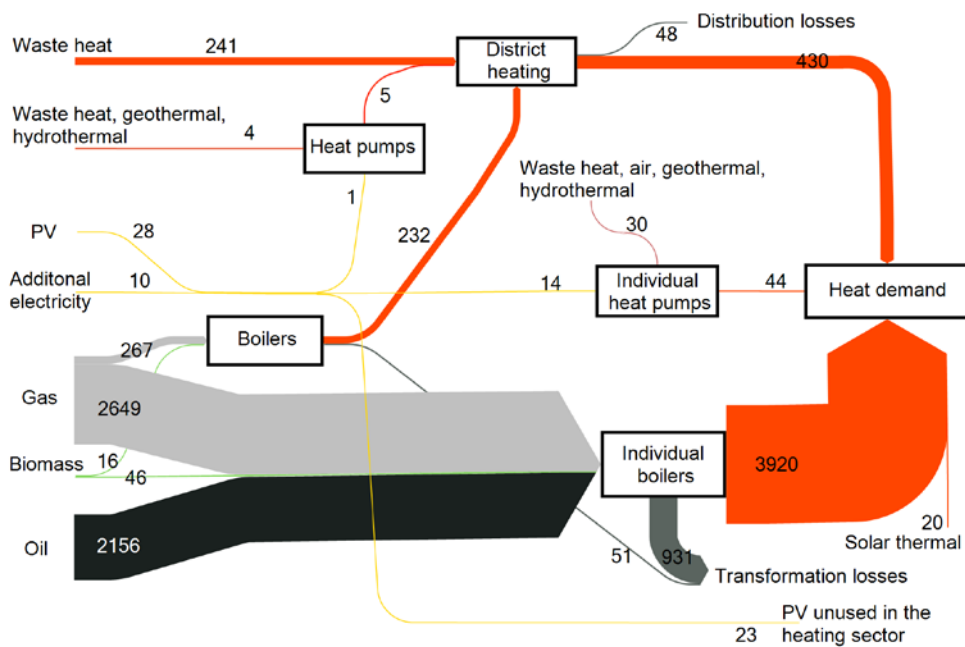 Waste heat
241
District
heating
48
Distribution losses
430
5
Waste heat, geothermal,
hydrothermal
4
Heat pumps
1
Waste heat, air, geothermal,
hydrothermal
30
PV
28
232
Additonal
electricity
10
14
Individual
heat pumps
44
Heat demand
267
Boilers
Gas
2649
Biomass
16
46
Individual
boilers
3920
Oil
2156
51
931
Transformation losses
20
Solar thermal
23
PV unused in the
heating sector